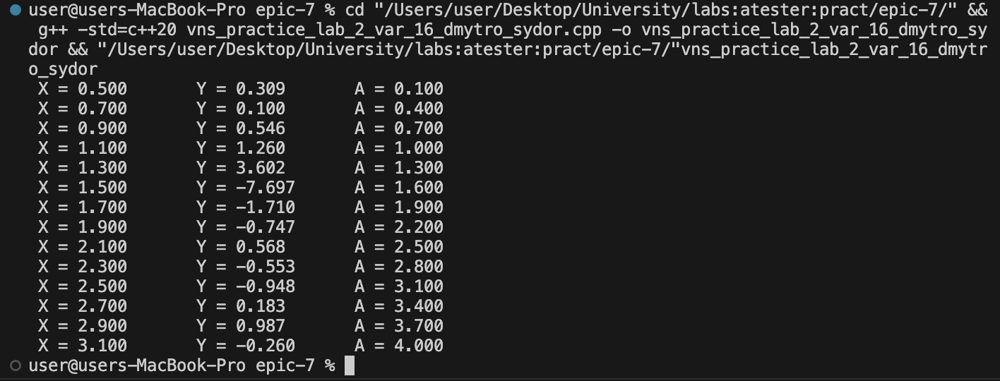 user@users-MacBook-Pro epic-7 % cd "/Users/user/Desktop/University/labs:atester:pract/epic-7/" &&
g++ -std=c++20 vns_practice_lab_2_var_16_dmytro_sydor.cpp -o vns_practice_lab_2_var_16_dmytro_sy
dor && "/Users/user/Desktop/University/labs:atester:pract/epic-7/"vns_practice_lab_2_var_16_dmytr
o_sydor
X = 0.500 Y = 0.309 A = 0.100
X = 0.700 Y = 0.100 A = 0.400
X = 0.900 Y = 0.546 A = 0.700
X = 1.100 Y = 1.260 A = 1.000
X = 1.300 Y = 3.602 A = 1.300
X = 1.500 Y = -7.697 A = 1.600
X = 1.700 Y = -1.710 A = 1.900
X = 1.900 Y = -0.747 A = 2.200
X = 2.100 Y = 0.568 A = 2.500
X = 2.300 Y = -0.553 A = 2.800
X = 2.500 Y = -0.948 A = 3.100
X = 2.700 Y = 0.183 A = 3.400
X = 2.900 Y = 0.987 A = 3.700
X = 3.100 Y = -0.260 A = 4.000
user@users-MacBook-Pro epic-7 %